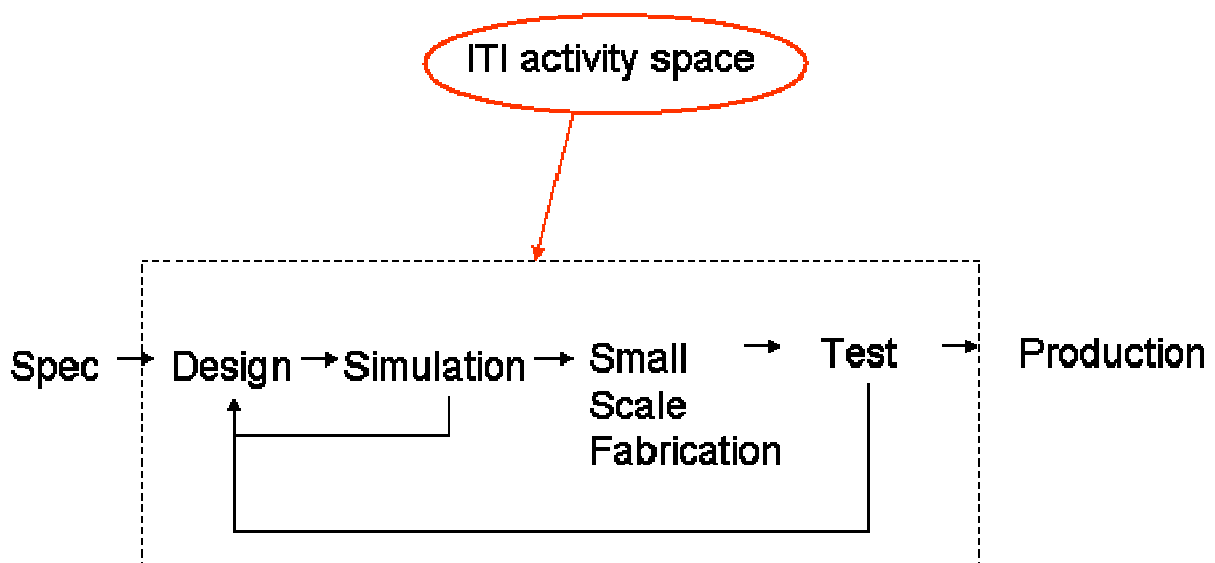 ITI activity space
Spec
Design
Simulation
Small
Scale
Fabrication
Test
Production